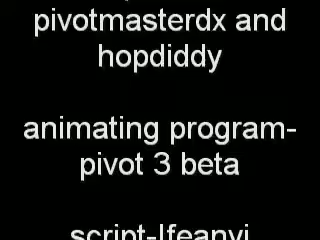 pivotmasterdx and
hopdiddy
animating program-
pivot 3 beta
script-Ifeanyi